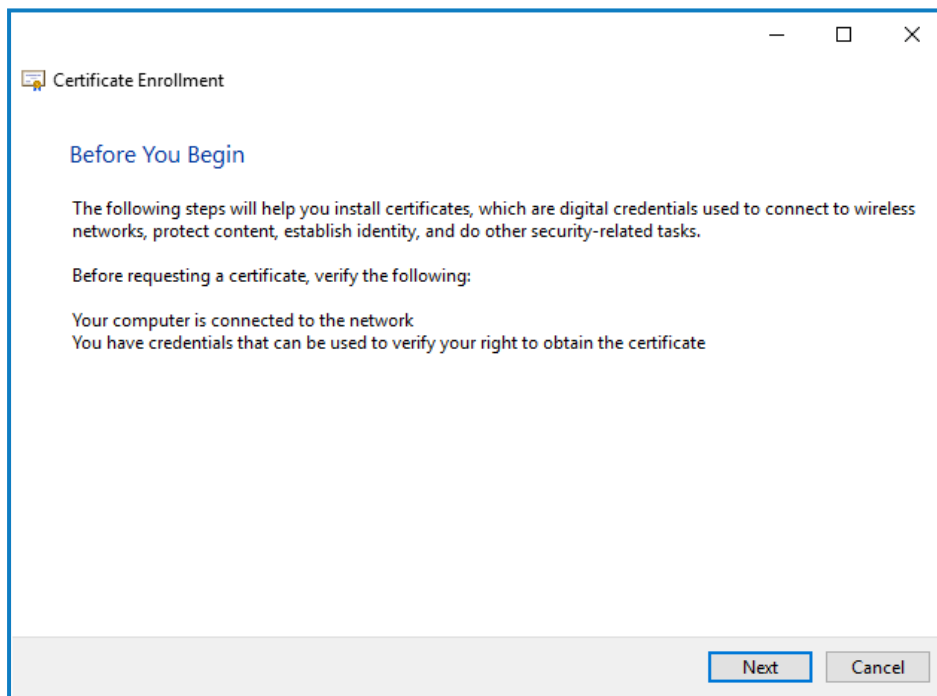 Certificate Enrollment
Before You Begin
The following steps will help you install certificates, which are digital credentials used to connect to wireless
networks, protect content, establish identity, and do other security-related tasks.
Before requesting a certificate, verify the following:
Your computer is connected to the network
You have credentials that can be used to verify your right to obtain the certificate
Next
Cancel